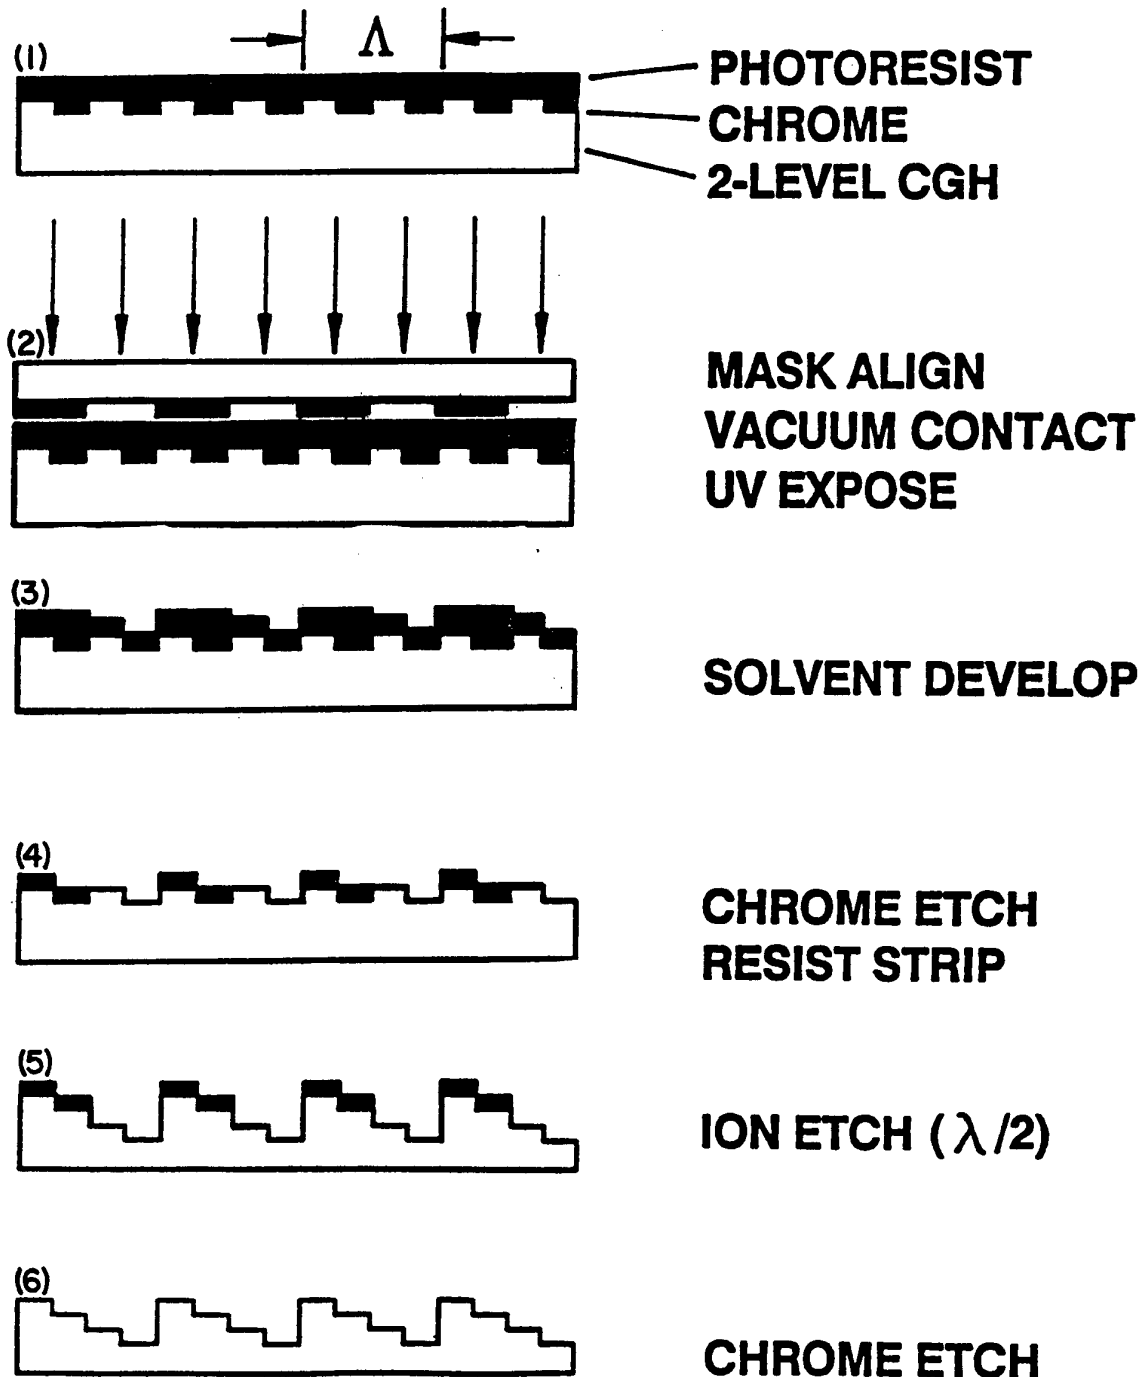 (1)
Λ
PHOTORESIST
CHROME
2-LEVEL CGH
(2)
MASK ALIGN
VACUUM CONTACT
UV EXPOSE
(3)
SOLVENT DEVELOP
(4)
CHROME ETCH
RESIST STRIP
(5)
ION ETCH (λ/2)
(6)
CHROME ETCH